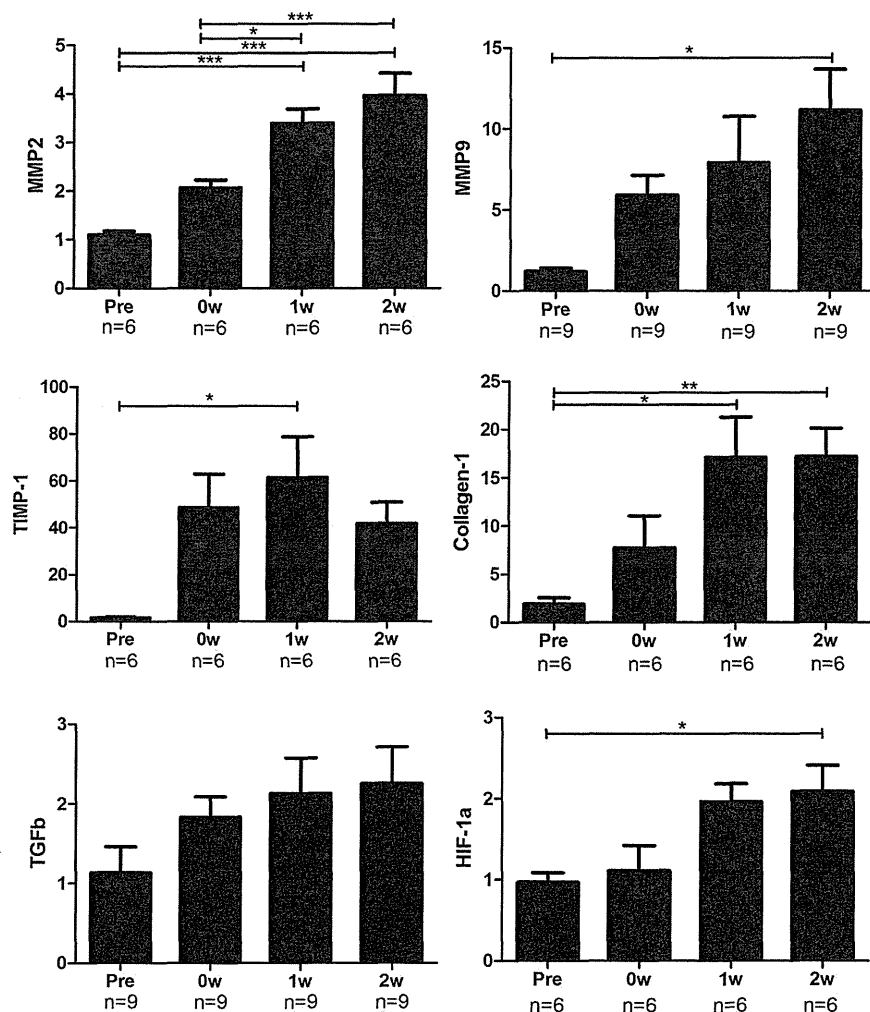 ***
*
***
***
MMP2
5
4
3
2
1
0
Pre 0w 1w 2w
n=6 n=6 n=6 n=6
*
MMP9
15
10
5
0
Pre 0w 1w 2w
n=9 n=9 n=9 n=9
*
TIMP-1
100
80
60
40
20
0
Pre 0w 1w 2w
n=6 n=6 n=6 n=6
**
*
Collagen-1
25
20
15
10
5
0
Pre 0w 1w 2w
n=6 n=6 n=6 n=6
TGFb
3
2
1
0
Pre 0w 1w 2w
n=9 n=9 n=9 n=9
*
HIF-1a
3
2
1
0
Pre 0w 1w 2w
n=6 n=6 n=6 n=6